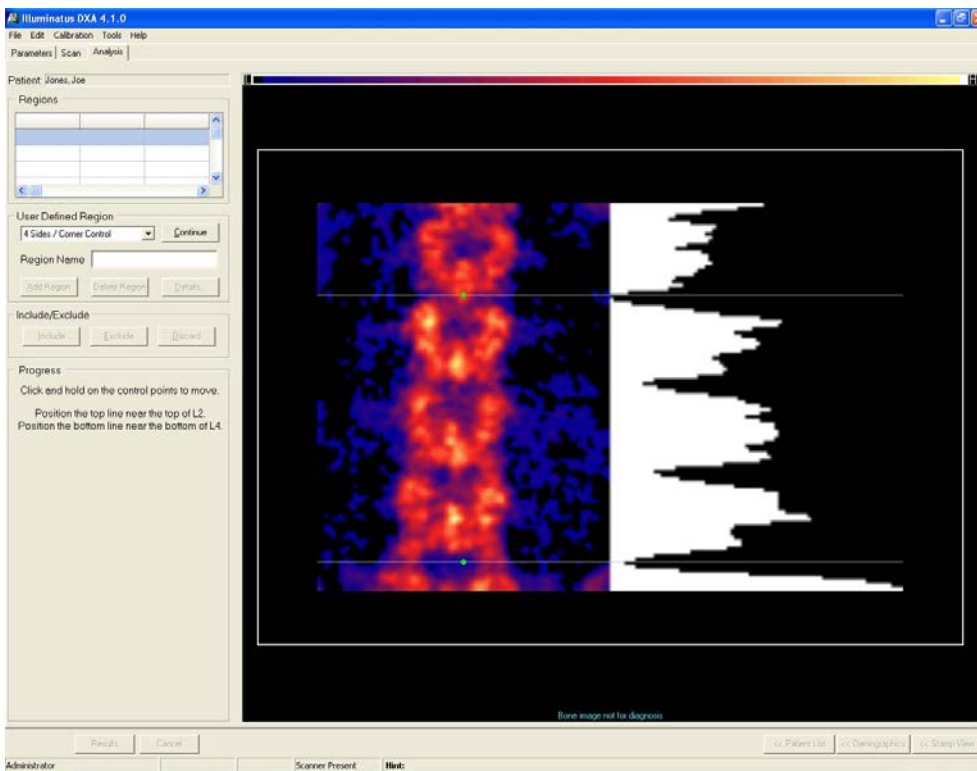 Illuminatus DXA 4.1.0
File Edit Calibration Tools Help
Parameters Scan Analysis
Patient Jones, Joe
Regions
User Defined Region
4 Sides / Corner Control Continue
Region Name
Add Region Delete Region Details...
Include/Exclude
Include Exclude Discard
Progress
Click and hold on the control points to move.
Position the top line near the top of L2.
Position the bottom line near the bottom of L4.
Bone image not for diagnosis
Results Cancel << Patient List << Demographics << Stamp View
Administrator Scanner Present Hint: